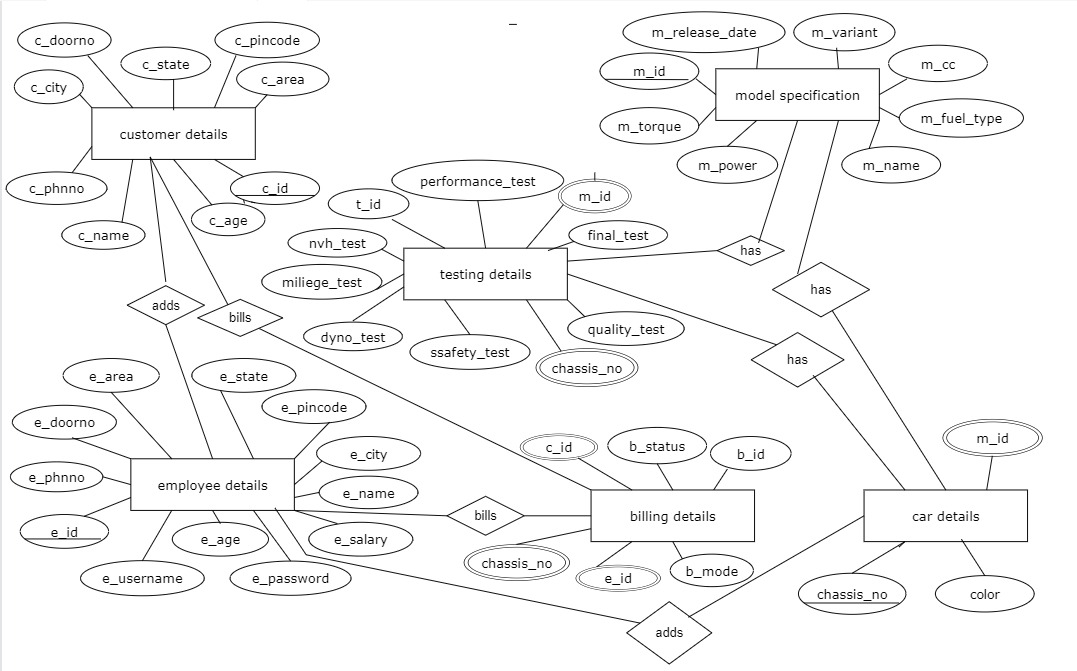 c_doorno
c_pincode
c_state
c_city
c_area
customer details
c_phnno
c_id
c_age
c_name
m_release_date
m_variant
m_id
m_cc
model specification
m_torque
m_fuel_type
m_power
m_name
performance_test
m_id
t_id
nvh_test
final_test
testing details
miliege_test
dyno_test
quality_test
ssafety_test
chassis_no
has
has
has
adds
bills
e_area
e_state
e_doorno
e_pincode
e_city
e_phnno
employee details
e_name
e_id
e_age
e_salary
e_username
e_password
bills
c_id
b_status
b_id
billing details
chassis_no
e_id
b_mode
m_id
car details
chassis_no
color
adds